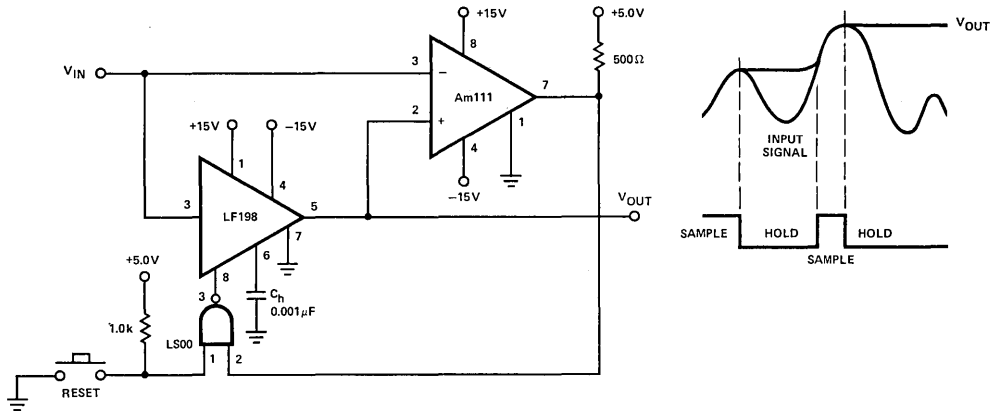 +15V
+5.0V
8
500Ω
V_IN
3
−
Am111
7
2
+
1
4
−15V
V_OUT
+15V
−15V
1
4
3
LF198
5
7
6
8
C_h
0.001μF
+5.0V
1.0k
3
LS00
1
2
RESET
V_OUT
INPUT
SIGNAL
SAMPLE
HOLD
HOLD
SAMPLE